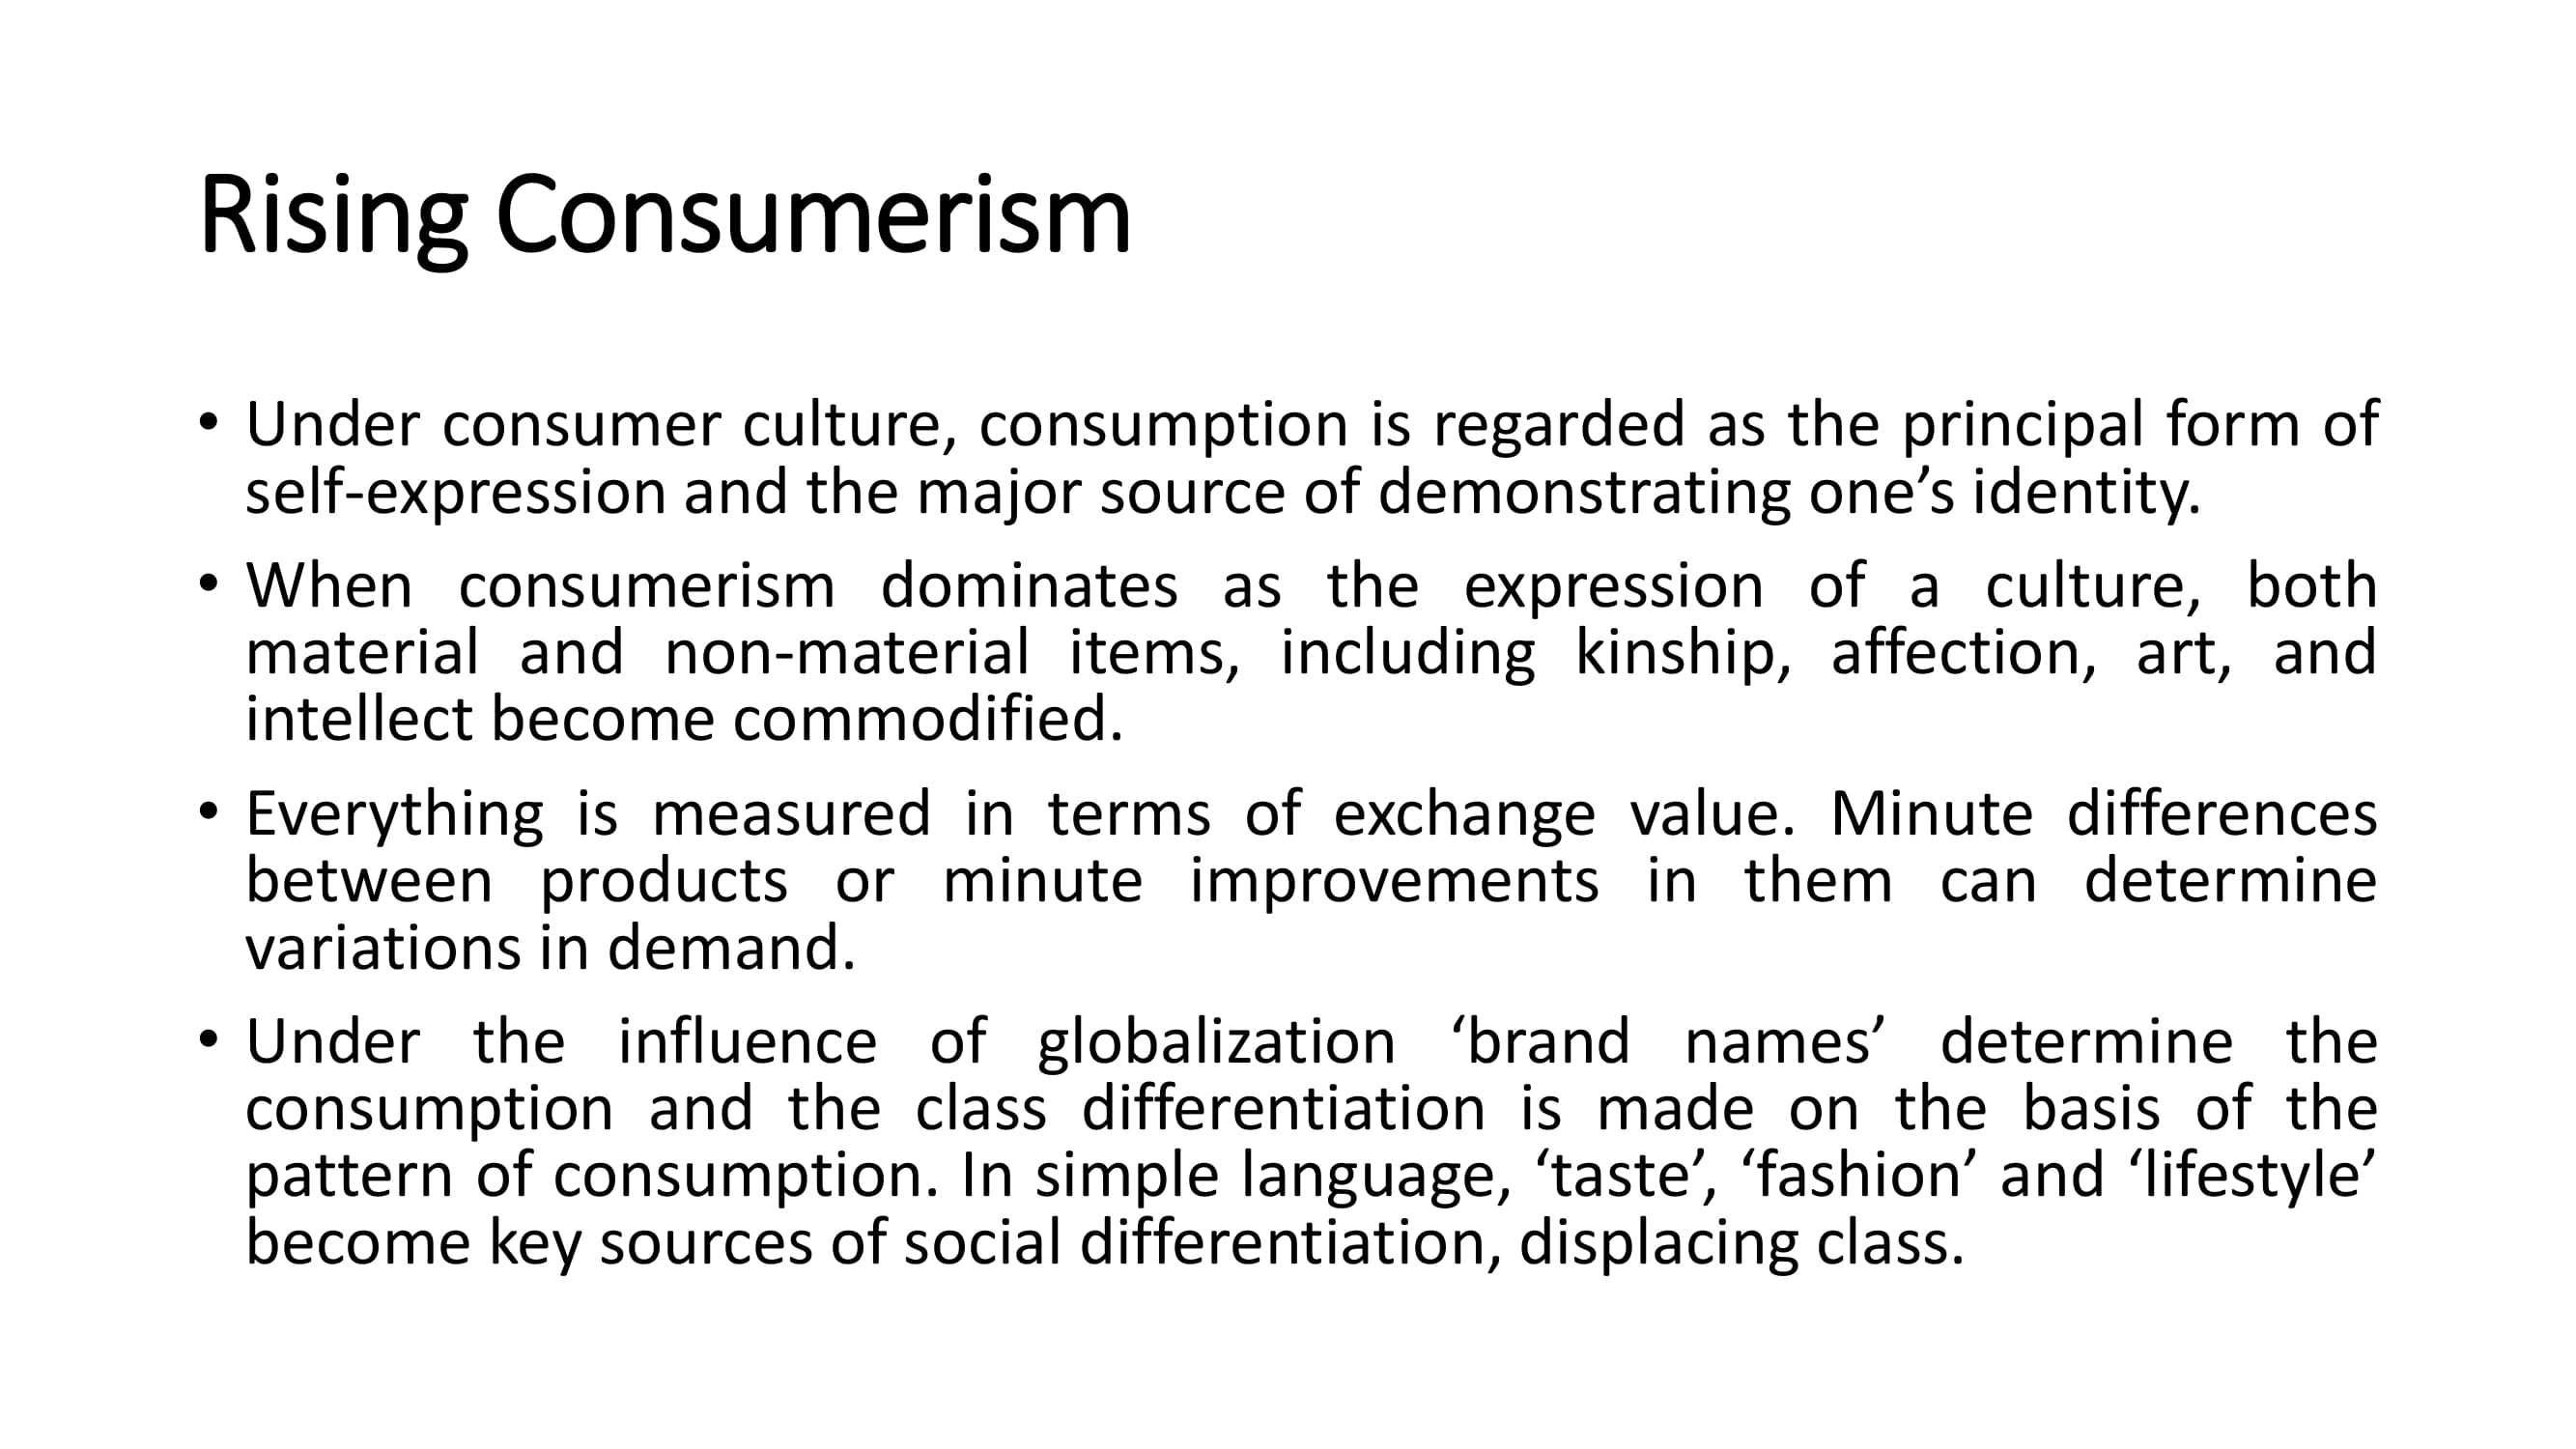 Rising Consumerism
• Under consumer culture, consumption is regarded as the principal form of
self-expression and the major source of demonstrating one’s identity.
• When consumerism dominates as the expression of a culture, both
material and non-material items, including kinship, affection, art, and
intellect become commodified.
• Everything is measured in terms of exchange value. Minute differences
between products or minute improvements in them can determine
variations in demand.
• Under the influence of globalization ‘brand names’ determine the
consumption and the class differentiation is made on the basis of the
pattern of consumption. In simple language, ‘taste’, ‘fashion’ and ‘lifestyle’
become key sources of social differentiation, displacing class.